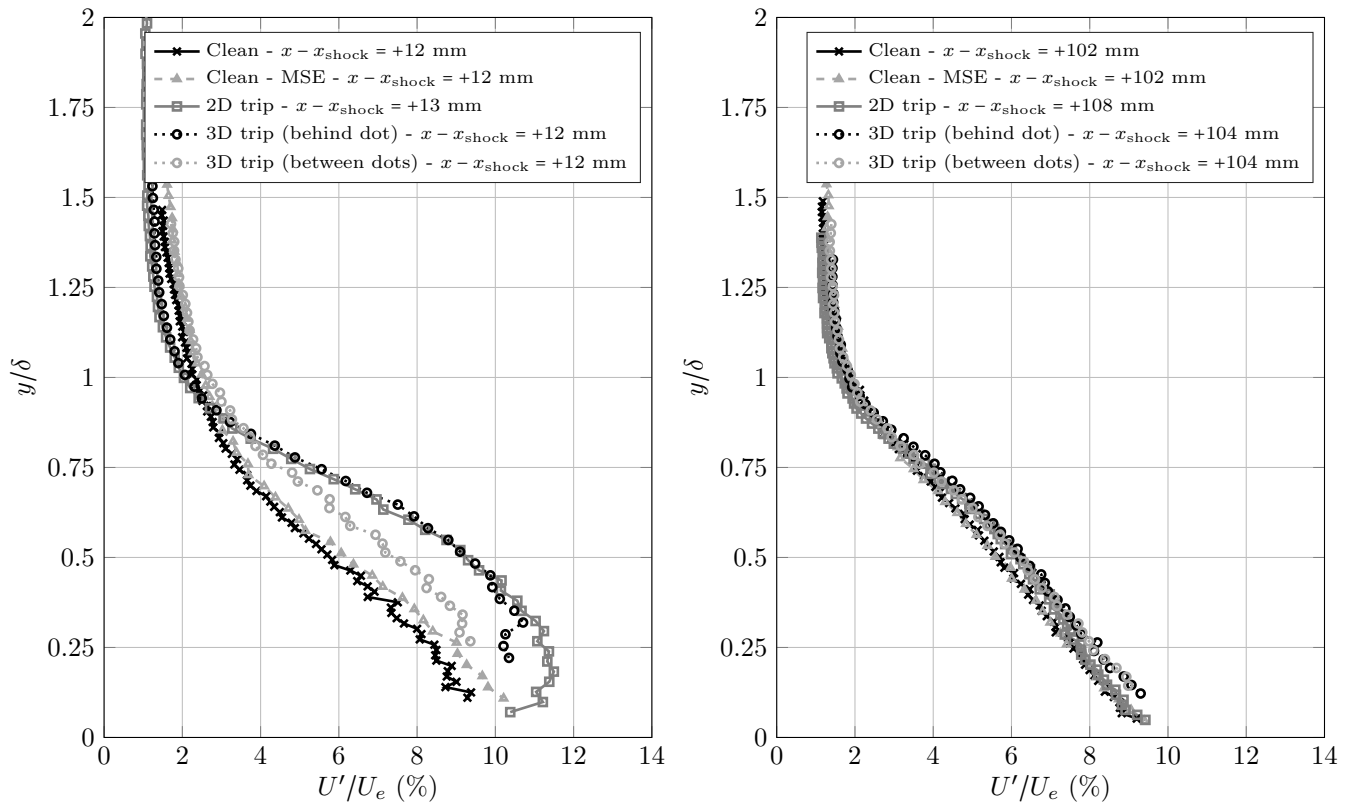 2
1.75
1.5
1.25
1
0.75
0.5
0.25
0
y/δ
Clean - x − x_shock = +12 mm
Clean - MSE - x − x_shock = +12 mm
2D trip - x − x_shock = +13 mm
3D trip (behind dot) - x − x_shock = +12 mm
3D trip (between dots) - x − x_shock = +12 mm
0 2 4 6 8 10 12 14
U′/U_e (%)
2
1.75
1.5
1.25
1
0.75
0.5
0.25
0
y/δ
Clean - x − x_shock = +102 mm
Clean - MSE - x − x_shock = +102 mm
2D trip - x − x_shock = +108 mm
3D trip (behind dot) - x − x_shock = +104 mm
3D trip (between dots) - x − x_shock = +104 mm
0 2 4 6 8 10 12 14
U′/U_e (%)